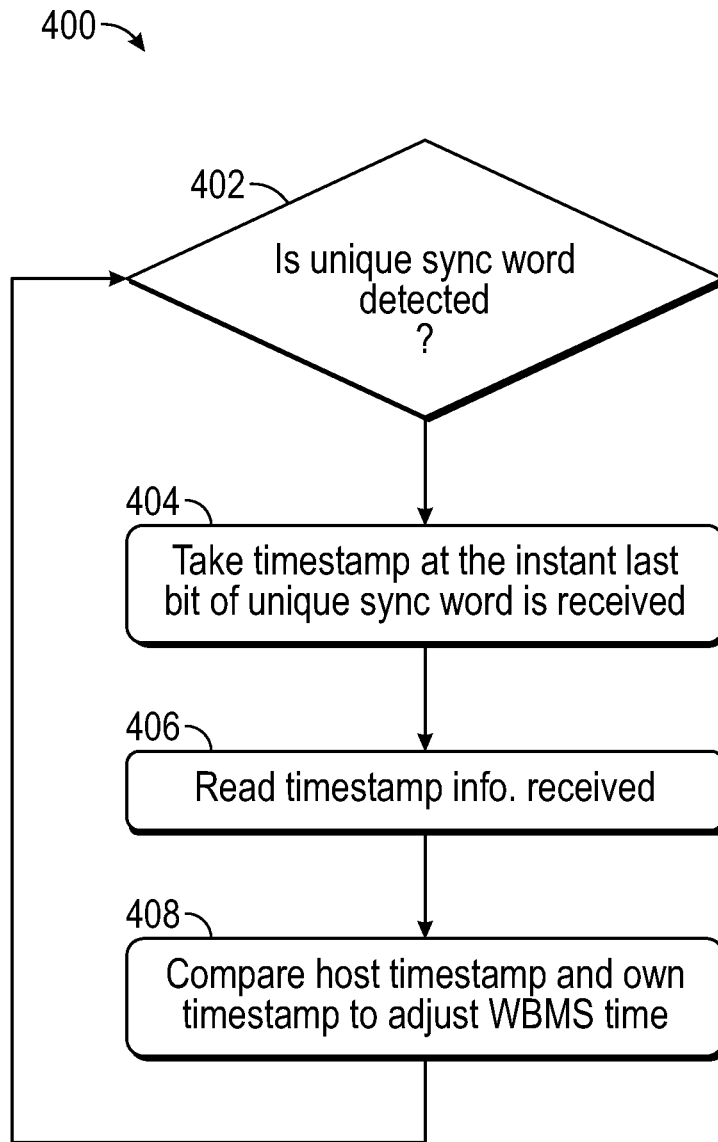 400
402
Is unique sync word
detected
?
404
Take timestamp at the instant last
bit of unique sync word is received
406
Read timestamp info. received
408
Compare host timestamp and own
timestamp to adjust WBMS time